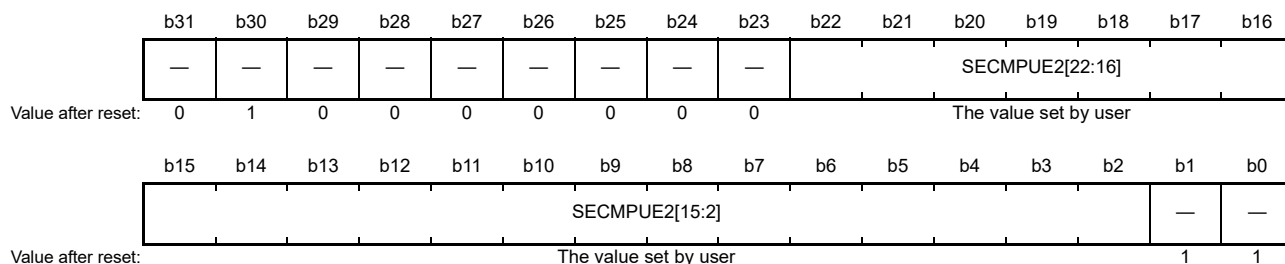 b31 b30 b29 b28 b27 b26 b25 b24 b23 b22 b21 b20 b19 b18 b17 b16
— — — — — — — — — SECMPUE2[22:16]
Value after reset: 0 1 0 0 0 0 0 0 0 The value set by user
b15 b14 b13 b12 b11 b10 b9 b8 b7 b6 b5 b4 b3 b2 b1 b0
SECMPUE2[15:2] — —
Value after reset: The value set by user 1 1